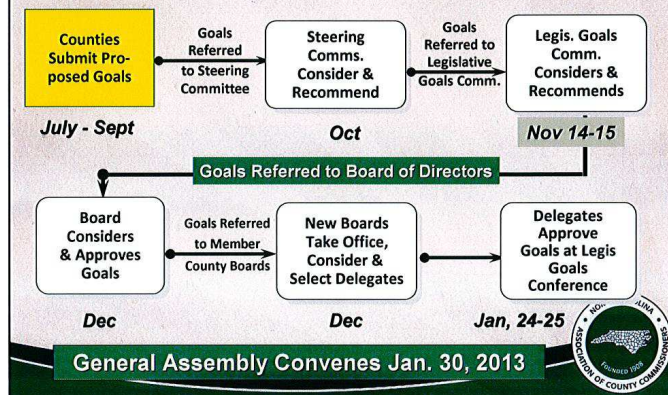 Counties
Submit Pro-
posed Goals
Goals
Referred
to Steering
Committee
Steering
Comms.
Consider &
Recommend
Goals
Referred to
Legislative
Goals Comm.
Legis. Goals
Comm.
Considers &
Recommends
July - Sept
Oct
Nov 14-15
Goals Referred to Board of Directors
Board
Considers
& Approves
Goals
Goals Referred
to Member
County Boards
New Boards
Take Office,
Consider &
Select Delegates
Delegates
Approve
Goals at Legis
Goals
Conference
Dec
Dec
Jan, 24-25
General Assembly Convenes Jan. 30, 2013
ASSOCIATION OF COUNTY COMMISSIONERS
FOUNDED 1908